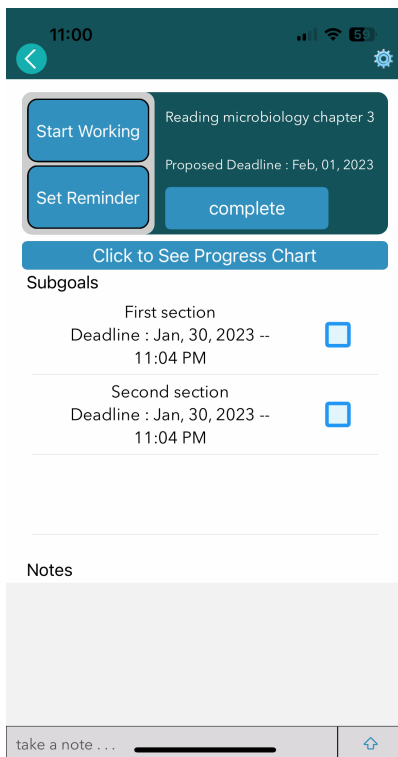 11:00
59
Start Working
Reading microbiology chapter 3
Proposed Deadline : Feb, 01, 2023
Set Reminder
complete
Click to See Progress Chart
Subgoals
First section
Deadline : Jan, 30, 2023 --
11:04 PM
Second section
Deadline : Jan, 30, 2023 --
11:04 PM
Notes
take a note . . .